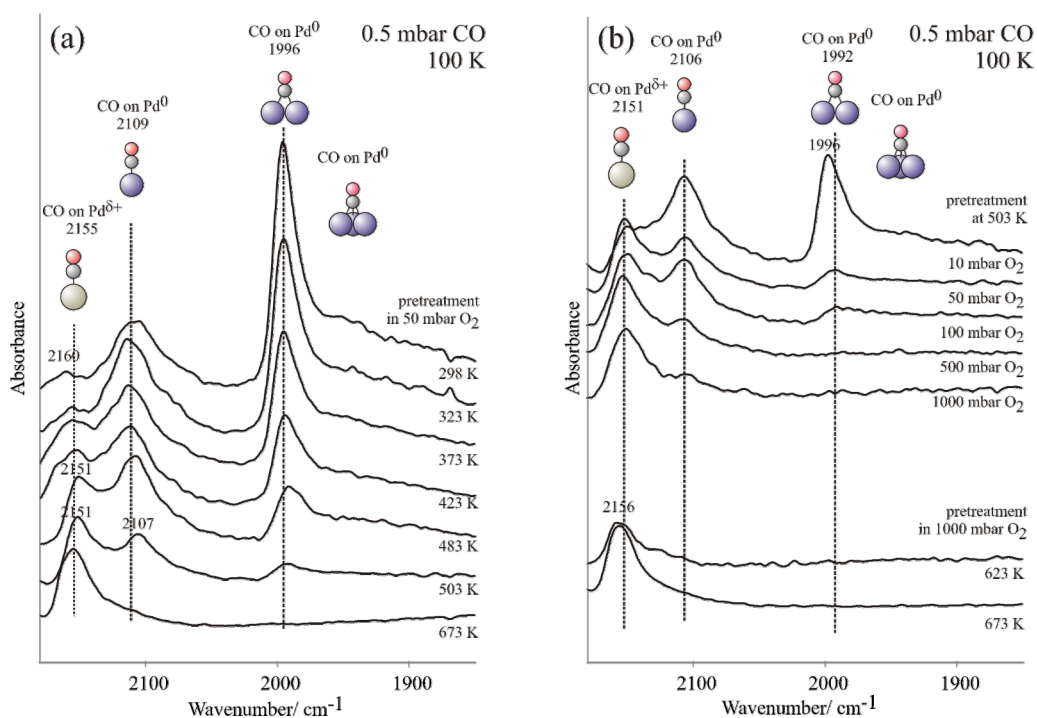 (a)
CO on Pd0
1996
0.5 mbar CO
100 K
CO on Pd0
2109
CO on Pd0
CO on Pdδ+
2155
pretreatment
in 50 mbar O2
2160
298 K
323 K
373 K
2151
423 K
2151
2107
483 K
503 K
673 K
Absorbance
2100
2000
1900
Wavenumber/ cm-1
(b)
CO on Pd0
2106
CO on Pd0
1992
0.5 mbar CO
100 K
CO on Pdδ+
2151
CO on Pd0
1996
pretreatment
at 503 K
10 mbar O2
50 mbar O2
100 mbar O2
500 mbar O2
1000 mbar O2
2156
pretreatment
in 1000 mbar O2
623 K
673 K
Absorbance
2100
2000
1900
Wavenumber/ cm-1